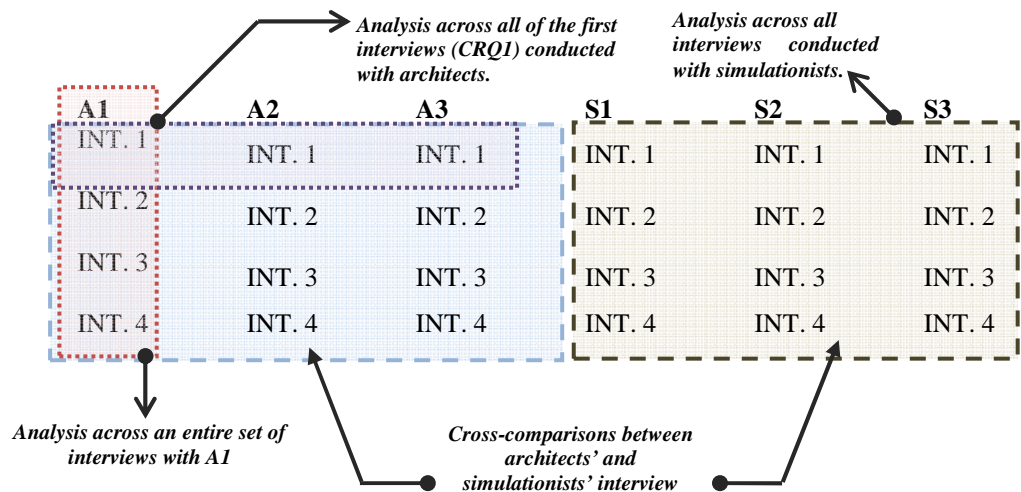 Analysis across all of the first
interviews (CRQ1) conducted
with architects.
Analysis across all
interviews conducted
with simulationists.
A1 A2 A3 S1 S2 S3
INT. 1 INT. 1 INT. 1 INT. 1 INT. 1 INT. 1
INT. 2 INT. 2 INT. 2 INT. 2 INT. 2 INT. 2
INT. 3 INT. 3 INT. 3 INT. 3 INT. 3 INT. 3
INT. 4 INT. 4 INT. 4 INT. 4 INT. 4 INT. 4
Analysis across an entire set of
interviews with A1
Cross-comparisons between
architects’ and
simulationists’ interview